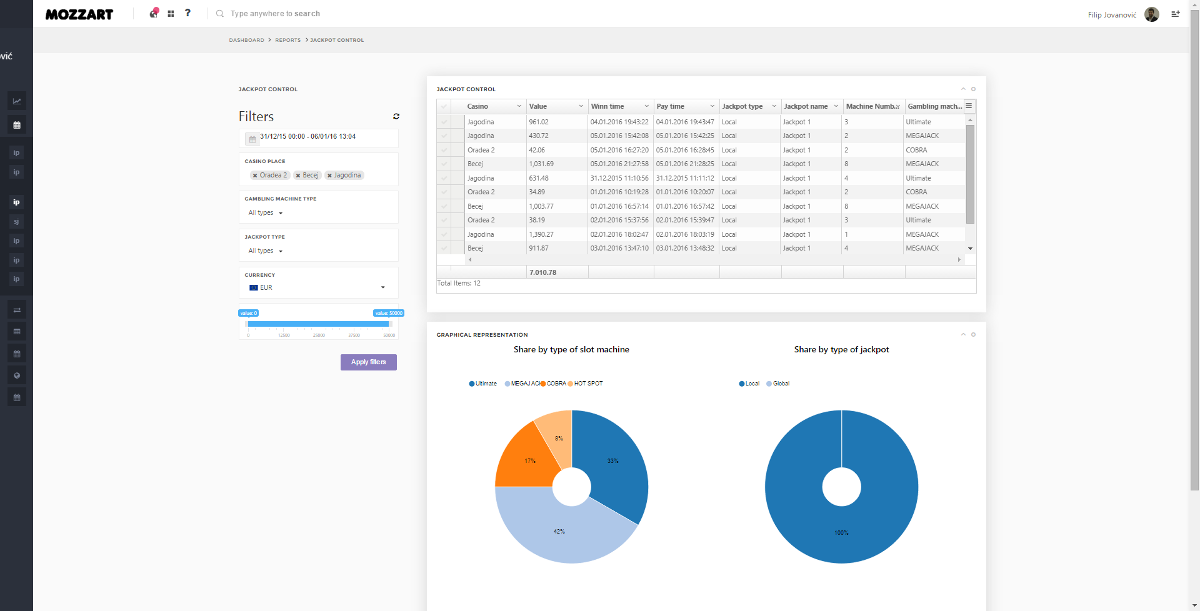 MOZZART
?
Type anywhere to search
Filip Jovanović
ović
DASHBOARD > REPORTS > JACKPOT CONTROL
ip
ip
ip
sj
ip
ip
ip
JACKPOT CONTROL
Filters
31/12/15 00:00 - 06/01/16 13:04
CASINO PLACE
× Oradea 2 × Becej × Jagodina
GAMBLING MACHINE TYPE
All types
JACKPOT TYPE
All types
CURRENCY
EUR
value: 0 value: 50000
0 12500 25000 37500 50000
Apply filters
JACKPOT CONTROL
Casino Value Winn time Pay time Jackpot type Jackpot name Machine Numb... Gambling mach...
Jagodina 961.02 04.01.2016 19:43:22 04.01.2016 19:43:47 Local Jackpot 1 3 Ultimate
Jagodina 430.72 05.01.2016 15:42:08 05.01.2016 15:42:25 Local Jackpot 1 2 MEGAJACK
Oradea 2 42.06 05.01.2016 16:27:20 05.01.2016 16:28:45 Local Jackpot 1 2 COBRA
Becej 1,031.69 05.01.2016 21:27:58 05.01.2016 21:28:25 Local Jackpot 1 8 MEGAJACK
Jagodina 631.48 31.12.2015 11:10:56 31.12.2015 11:11:12 Local Jackpot 1 4 Ultimate
Oradea 2 34.89 01.01.2016 10:19:28 01.01.2016 10:20:07 Local Jackpot 1 2 COBRA
Becej 1,003.77 01.01.2016 16:57:14 01.01.2016 16:57:42 Local Jackpot 1 8 MEGAJACK
Oradea 2 38.19 02.01.2016 15:37:56 02.01.2016 15:39:47 Local Jackpot 1 3 Ultimate
Jagodina 1,390.27 02.01.2016 18:02:47 02.01.2016 18:03:19 Local Jackpot 1 1 MEGAJACK
Becej 911.87 03.01.2016 13:47:10 03.01.2016 13:48:32 Local Jackpot 1 4 MEGAJACK
7.010.78
Total Items: 12
GRAPHICAL REPRESENTATION
Share by type of slot machine
Ultimate MEGAJACK COBRA HOT SPOT
8%
17%
33%
42%
Share by type of jackpot
Local Global
100%